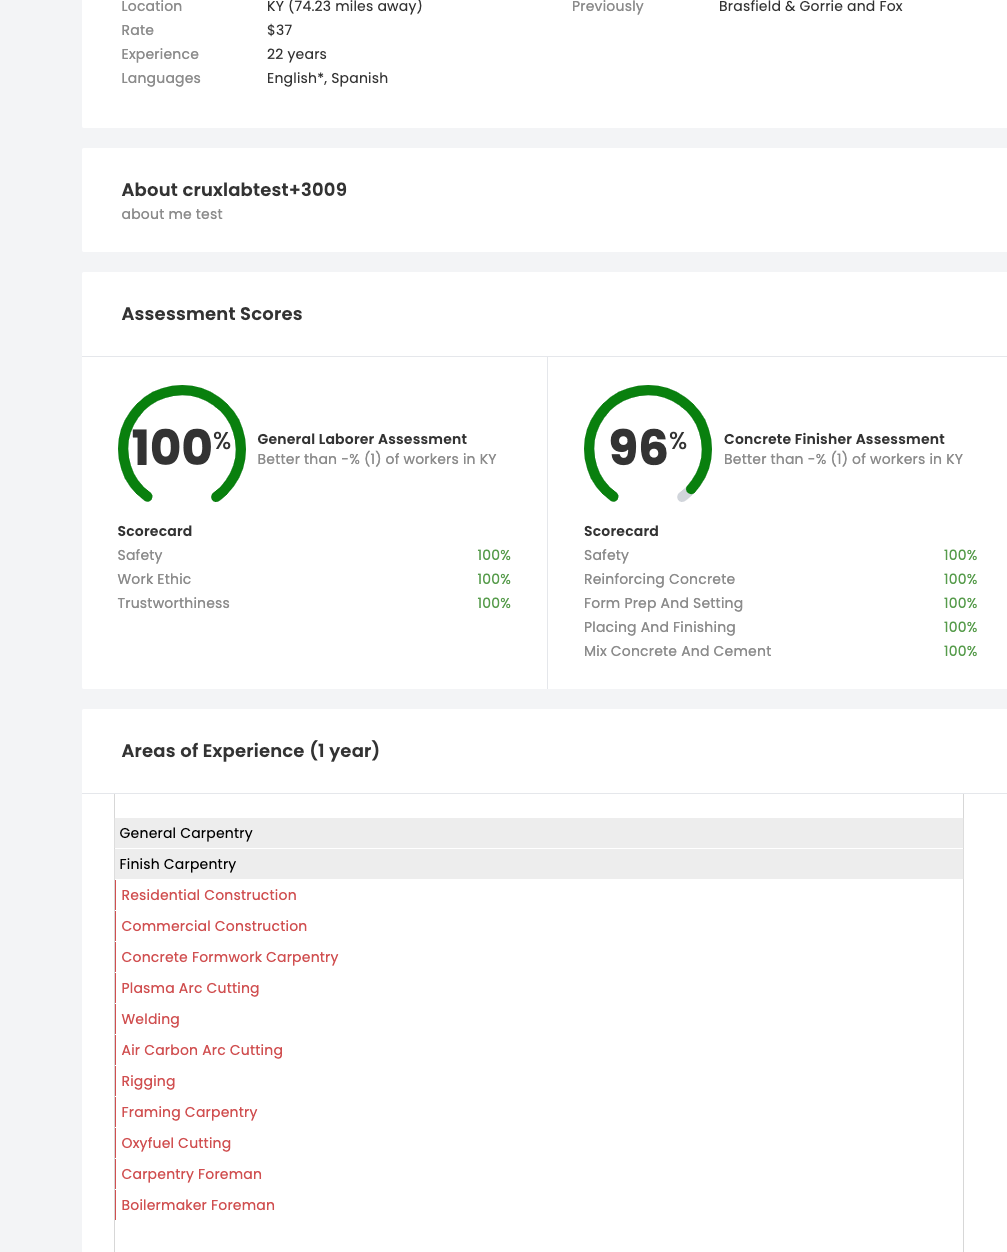 Location KY (74.23 miles away) Previously Brasfield & Gorrie and Fox
Rate $37
Experience 22 years
Languages English*, Spanish
About cruxlabtest+3009
about me test
Assessment Scores
100%
General Laborer Assessment
Better than -% (1) of workers in KY
Scorecard
Safety 100%
Work Ethic 100%
Trustworthiness 100%
96%
Concrete Finisher Assessment
Better than -% (1) of workers in KY
Scorecard
Safety 100%
Reinforcing Concrete 100%
Form Prep And Setting 100%
Placing And Finishing 100%
Mix Concrete And Cement 100%
Areas of Experience (1 year)
General Carpentry
Finish Carpentry
Residential Construction
Commercial Construction
Concrete Formwork Carpentry
Plasma Arc Cutting
Welding
Air Carbon Arc Cutting
Rigging
Framing Carpentry
Oxyfuel Cutting
Carpentry Foreman
Boilermaker Foreman